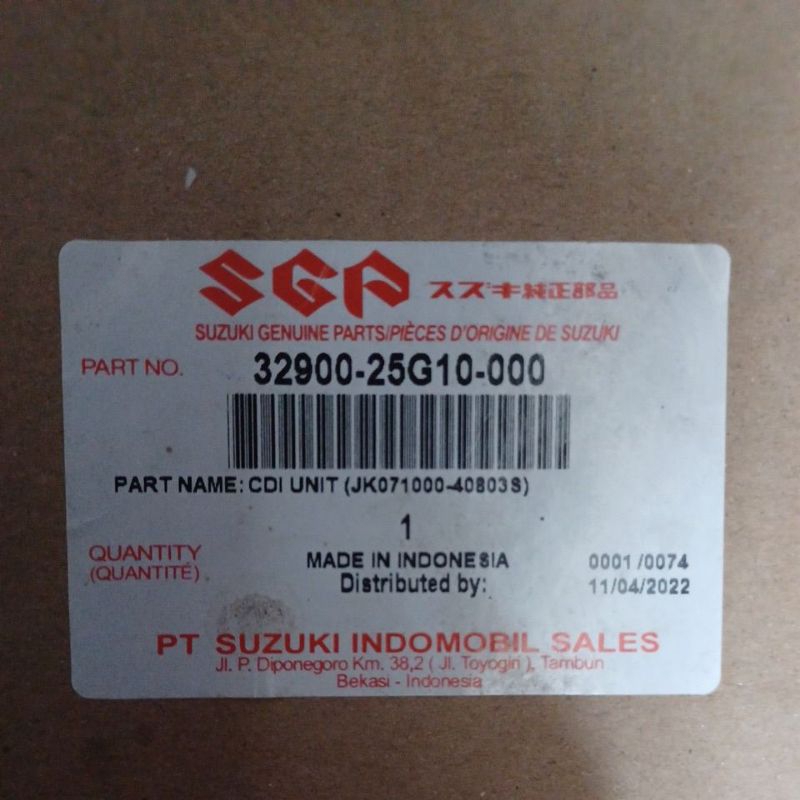 SGP スズキ純正部品
SUZUKI GENUINE PARTS/PIÈCES D'ORIGINE DE SUZUKI
PART NO. 32900-25G10-000
PART NAME: CDI UNIT (JK071000-40803S)
1
QUANTITY
(QUANTITÉ)
MADE IN INDONESIA 0001 /0074
Distributed by: 11/04/2022
PT SUZUKI INDOMOBIL SALES
Jl. P. Diponegoro Km. 38,2 ( Jl. Toyogiri ), Tambun
Bekasi - Indonesia